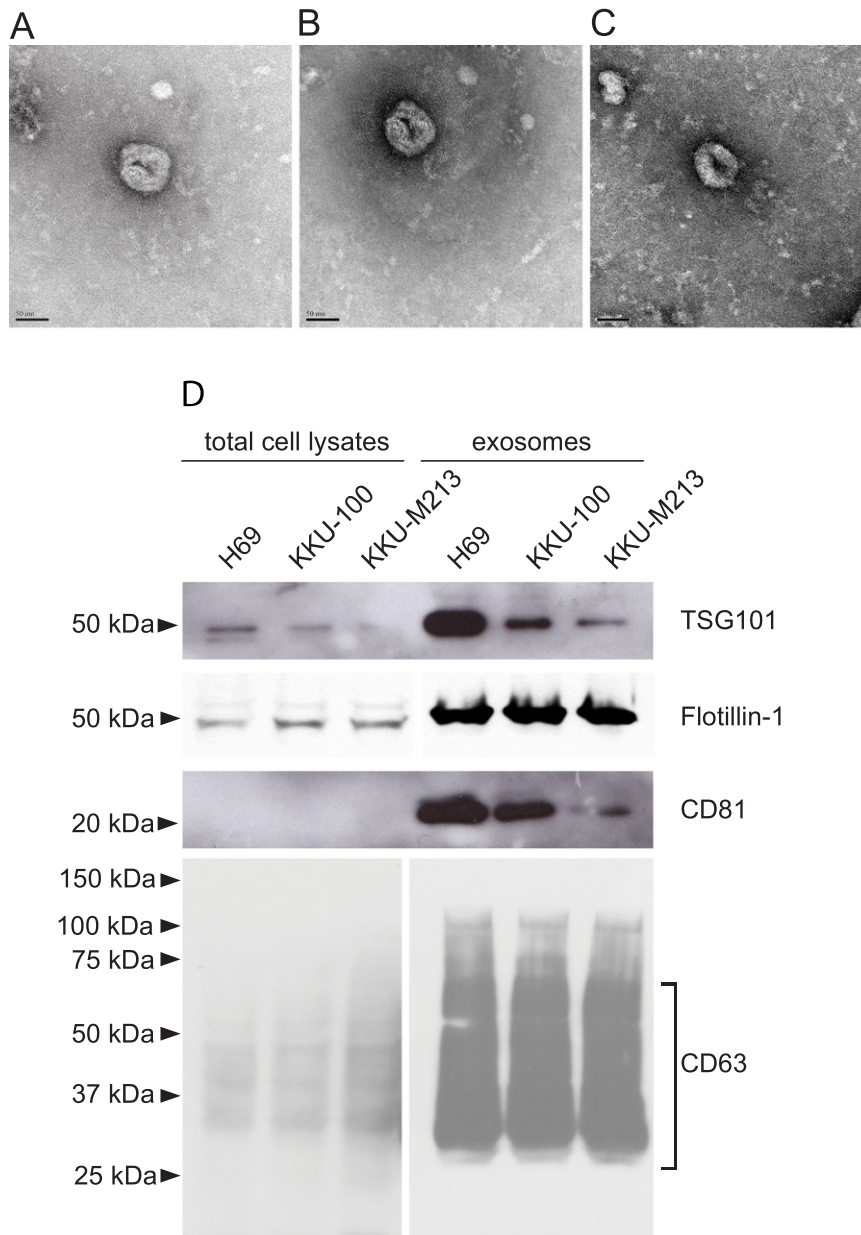 A B C
50 nm 50 nm 50 nm
D
total cell lysates exosomes
H69 KKU-100 KKU-M213 H69 KKU-100 KKU-M213
50 kDa TSG101
50 kDa Flotillin-1
20 kDa CD81
150 kDa
100 kDa
75 kDa
50 kDa
37 kDa CD63
25 kDa